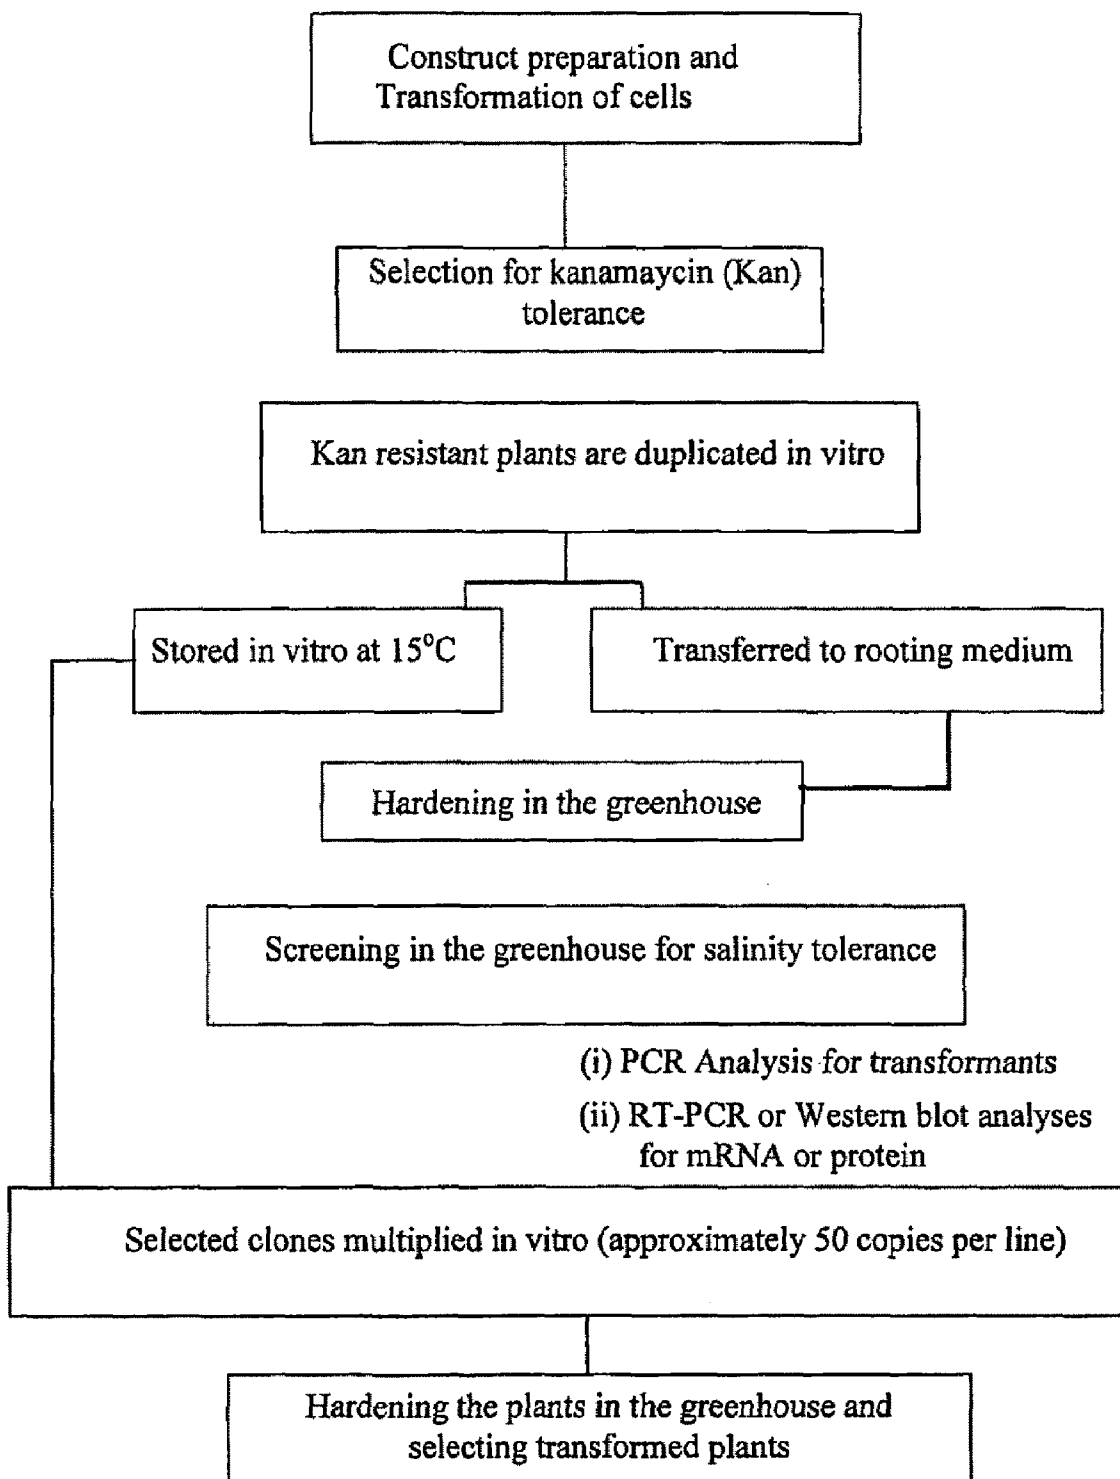 Construct preparation and
Transformation of cells
Selection for kanamaycin (Kan)
tolerance
Kan resistant plants are duplicated in vitro
Stored in vitro at 15°C
Transferred to rooting medium
Hardening in the greenhouse
Screening in the greenhouse for salinity tolerance
(i) PCR Analysis for transformants
(ii) RT-PCR or Western blot analyses
for mRNA or protein
Selected clones multiplied in vitro (approximately 50 copies per line)
Hardening the plants in the greenhouse and
selecting transformed plants